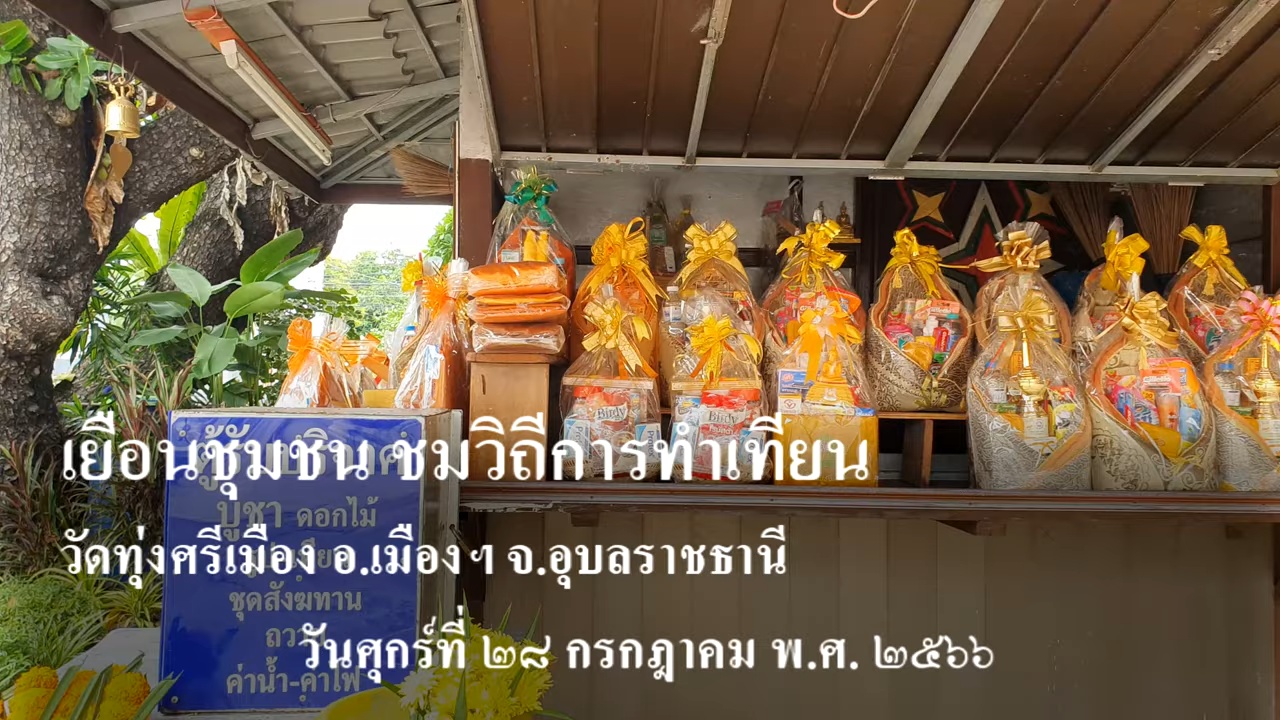 Birdy
Birdy
เยือนชุมชน ชมวิถีการทำเทียน
บูชา ดอกไม้
วัดทุ่งศรีเมือง อ.เมืองฯ จ.อุบลราชธานี
ชุดสังฆทาน
วันศุกร์ที่ ๒๘ กรกฎาคม พ.ศ. ๒๕๖๖
ค่าน้ำ-ค่าไฟ